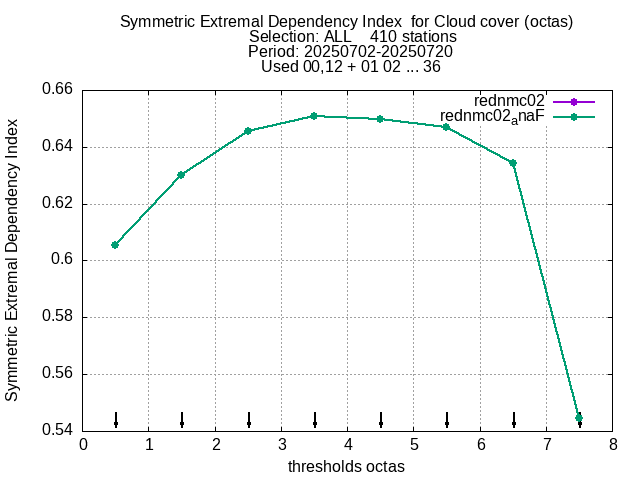 Symmetric Extremal Dependency Index  for Cloud cover (octas)
Selection: ALL    410 stations
Period: 20250702-20250720
Used 00,12 + 01 02 ... 36
rednmc02
rednmc02_anaF
Symmetric Extremal Dependency Index
0.66
0.64
0.62
0.6
0.58
0.56
0.54
0 1 2 3 4 5 6 7 8
thresholds octas